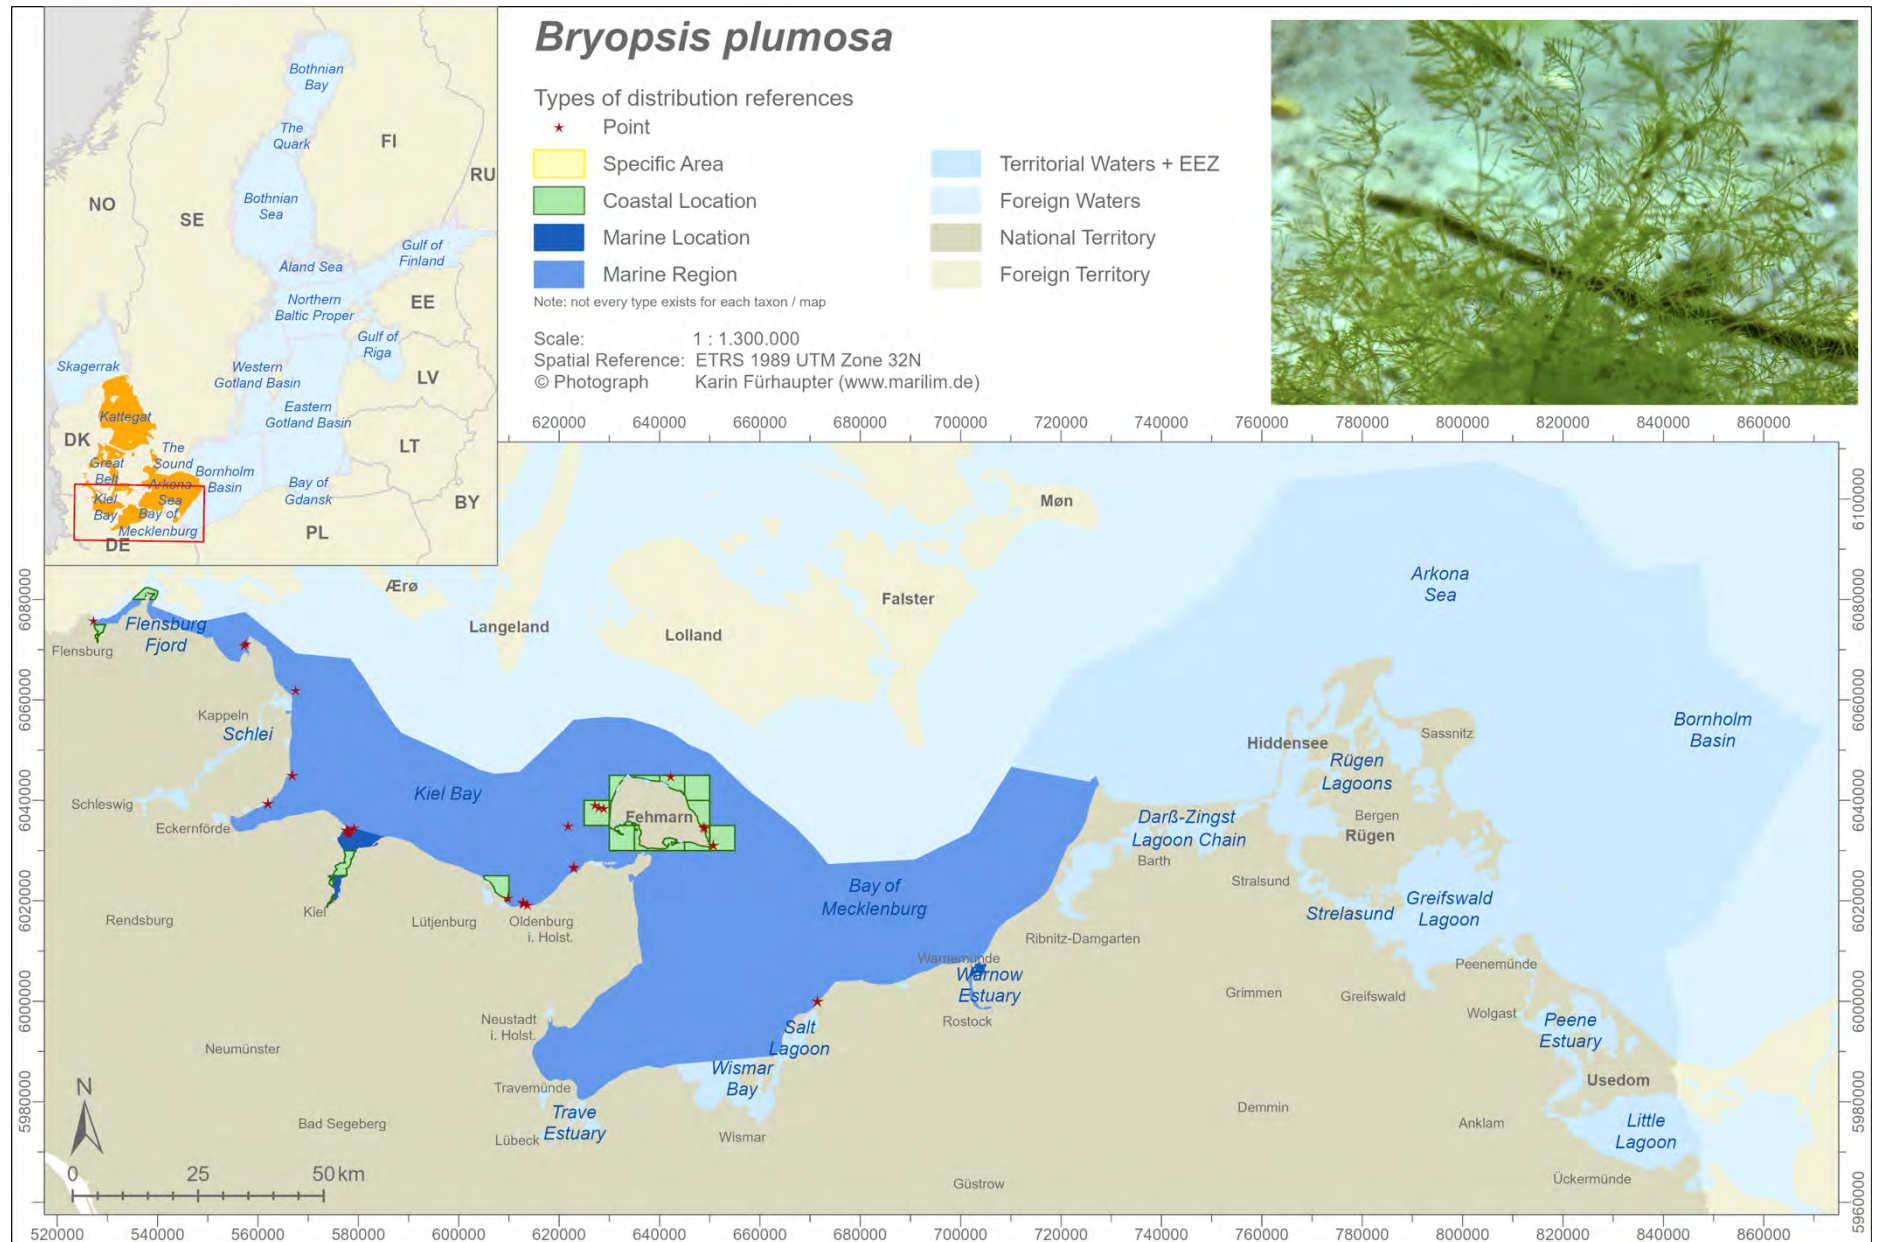 Bryopsis plumosa
Types of distribution references
Point
Specific Area
Coastal Location
Marine Location
Marine Region
Territorial Waters + EEZ
Foreign Waters
National Territory
Foreign Territory
Note: not every type exists for each taxon / map
Scale: 1 : 1.300.000
Spatial Reference: ETRS 1989 UTM Zone 32N
© Photograph Karin Fürhaupter (www.marilim.de)
Bothnian
Bay
The
Quark
FI
RU
NO
SE
Bothnian
Sea
Gulf of
Finland
Åland Sea
Northern
Baltic Proper
EE
Gulf of
Riga
Skagerrak
Western
Gotland Basin
LV
Kattegat
Eastern
Gotland Basin
DK
LT
The
Sound
Great
Belt
Bornholm
Basin
Arkona
Sea
Bay of
Gdansk
Kiel
Bay
Bay of
Mecklenburg
BY
PL
DE
620000 640000 660000 680000 700000 720000 740000 760000 780000 800000 820000 840000 860000
6100000
6080000
6060000
6040000
6020000
6000000
5980000
5960000
6080000
6060000
6040000
6020000
6000000
5980000
Møn
Ærø
Langeland
Lolland
Falster
Arkona
Sea
Flensburg
Fjord
Flensburg
Kappeln
Schlei
Schleswig
Eckernförde
Kiel Bay
Fehmarn
Hiddensee
Sassnitz
Rügen
Lagoons
Bergen
Rügen
Bornholm
Basin
Darß-Zingst
Lagoon Chain
Barth
Stralsund
Strelasund
Greifswald
Lagoon
Bay of
Mecklenburg
Rendsburg
Kiel
Lütjenburg
Oldenburg
i. Holst.
Ribnitz-Damgarten
Warnemünde
Warnow
Estuary
Rostock
Peenemünde
Grimmen
Greifswald
Wolgast
Peene
Estuary
Neustadt
i. Holst.
Salt
Lagoon
Neumünster
Wismar
Bay
Travemünde
Usedom
Trave
Estuary
Lübeck
Wismar
Demmin
Anklam
Little
Lagoon
Bad Segeberg
Güstrow
Ückermünde
N
0 25 50 km
520000 540000 560000 580000 600000 620000 640000 660000 680000 700000 720000 740000 760000 780000 800000 820000 840000 860000